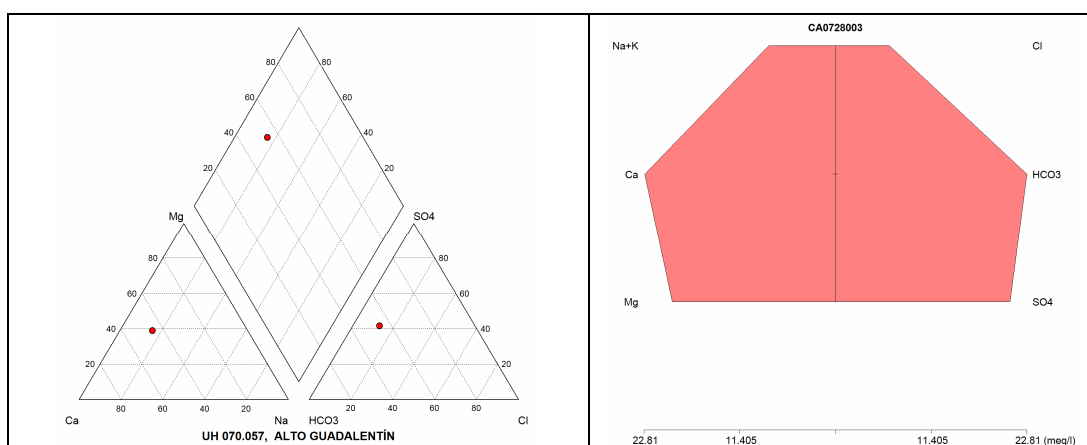 80 80
60 60
40 40
20 20
Mg SO4
80 80
60 60
40 40
20 20
Ca 80 60 40 20 Na HCO3 20 40 60 80 Cl
UH 070.057, ALTO GUADALENTÍN
CA0728003
Na+K Cl
Ca HCO3
Mg SO4
22.81 11.405 11.405 22.81 (meq/l)